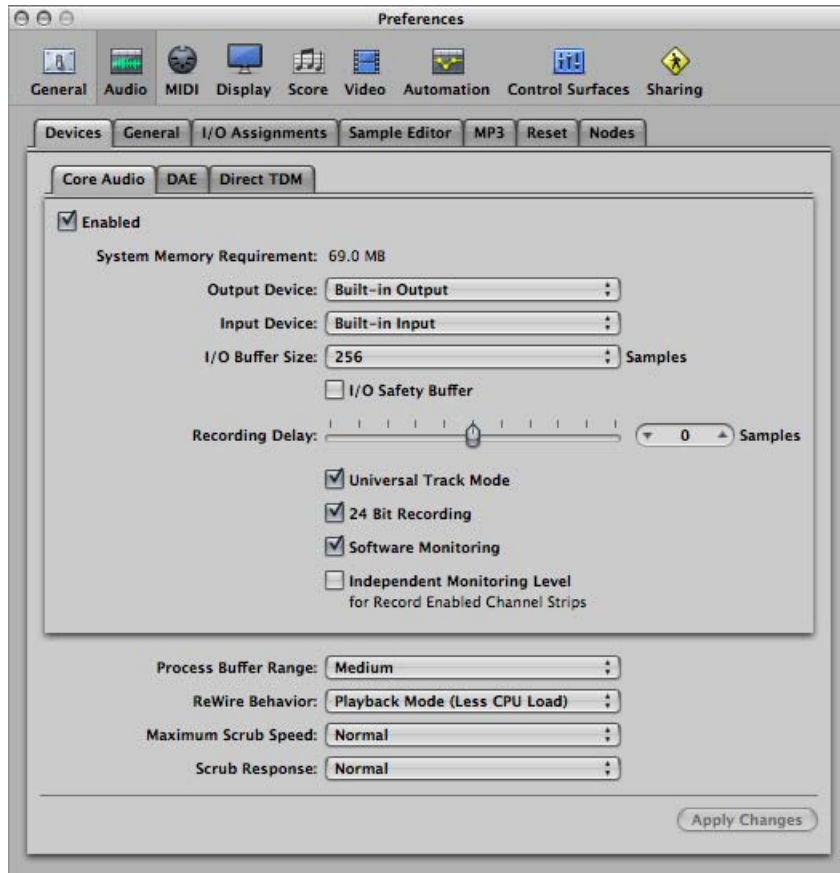 Preferences
General Audio MIDI Display Score Video Automation Control Surfaces Sharing
Devices General I/O Assignments Sample Editor MP3 Reset Nodes
Core Audio DAE Direct TDM
Enabled
System Memory Requirement: 69.0 MB
Output Device: Built-in Output
Input Device: Built-in Input
I/O Buffer Size: 256 Samples
I/O Safety Buffer
Recording Delay: 0 Samples
Universal Track Mode
24 Bit Recording
Software Monitoring
Independent Monitoring Level
for Record Enabled Channel Strips
Process Buffer Range: Medium
ReWire Behavior: Playback Mode (Less CPU Load)
Maximum Scrub Speed: Normal
Scrub Response: Normal
Apply Changes